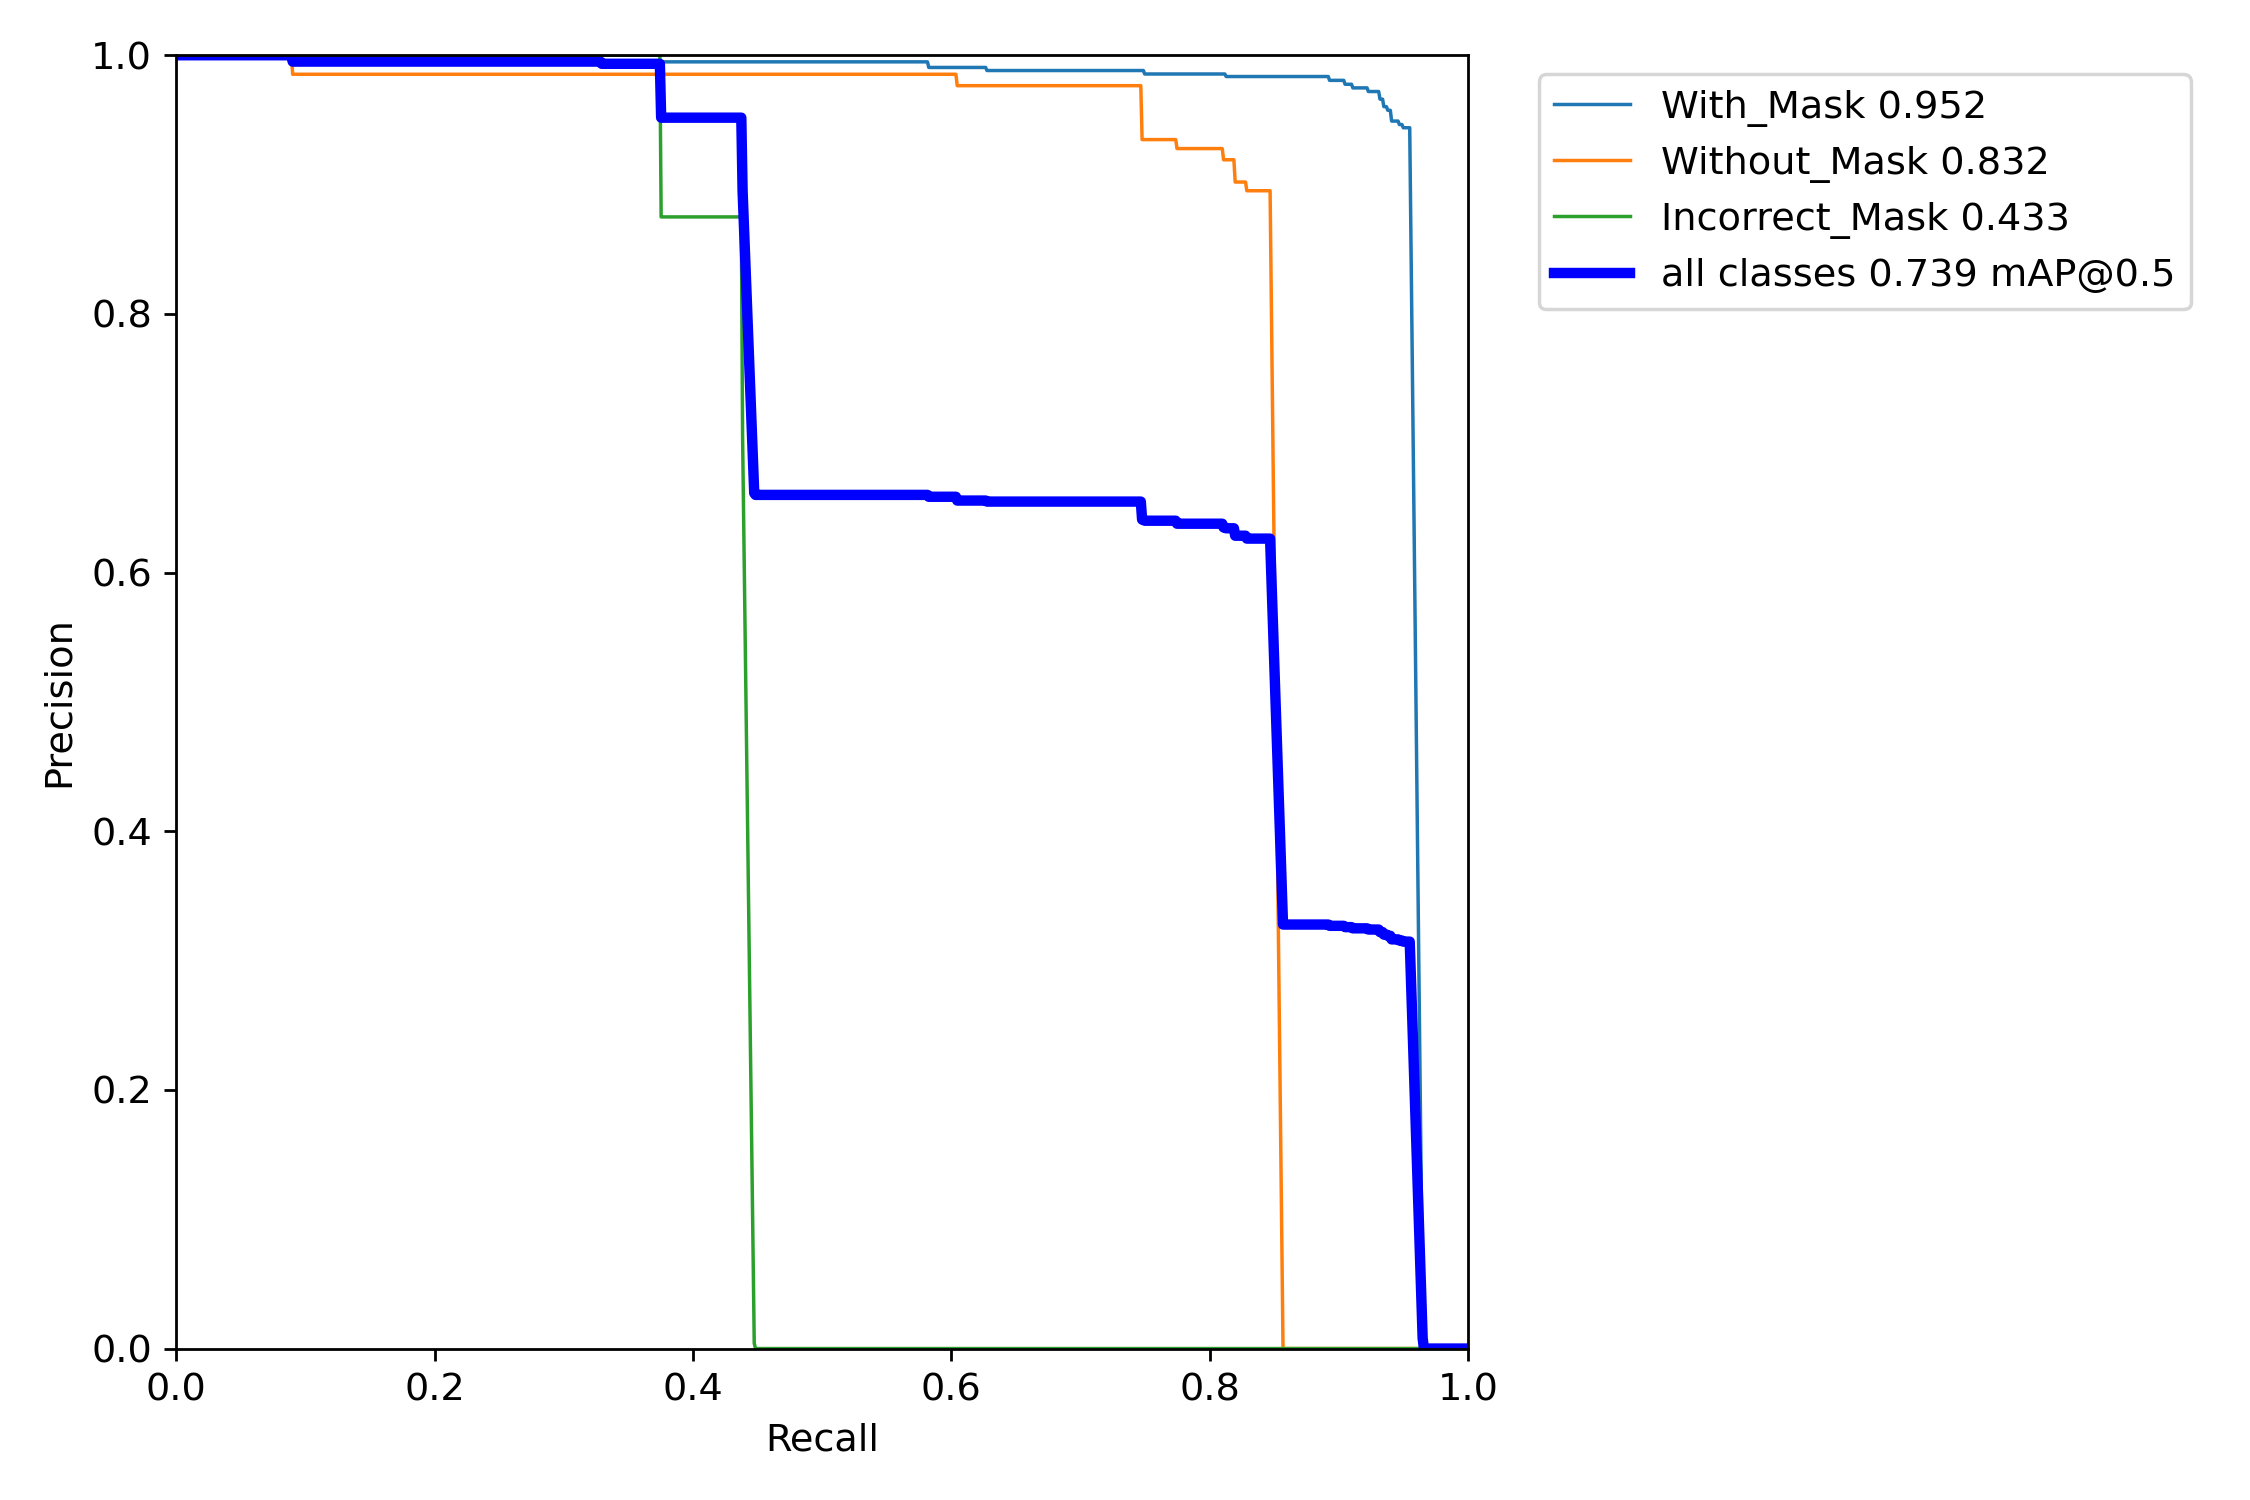 1.0
0.8
0.6
0.4
0.2
0.0
Precision
0.0 0.2 0.4 0.6 0.8 1.0
Recall
With_Mask 0.952
Without_Mask 0.832
Incorrect_Mask 0.433
all classes 0.739 mAP@0.5